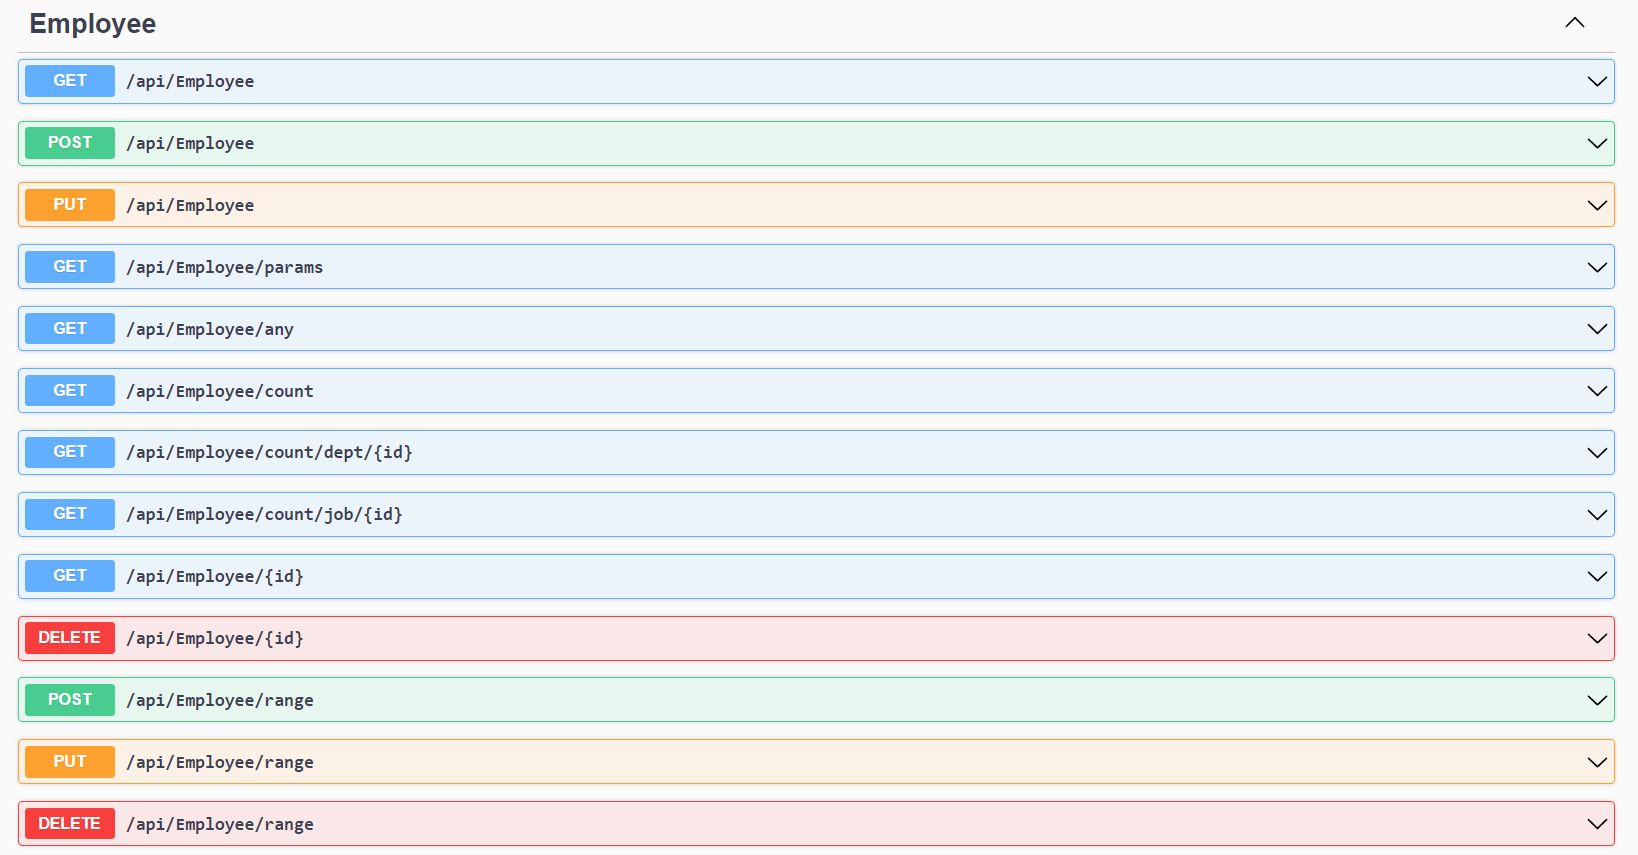 Employee
GET /api/Employee
POST /api/Employee
PUT /api/Employee
GET /api/Employee/params
GET /api/Employee/any
GET /api/Employee/count
GET /api/Employee/count/dept/{id}
GET /api/Employee/count/job/{id}
GET /api/Employee/{id}
DELETE /api/Employee/{id}
POST /api/Employee/range
PUT /api/Employee/range
DELETE /api/Employee/range